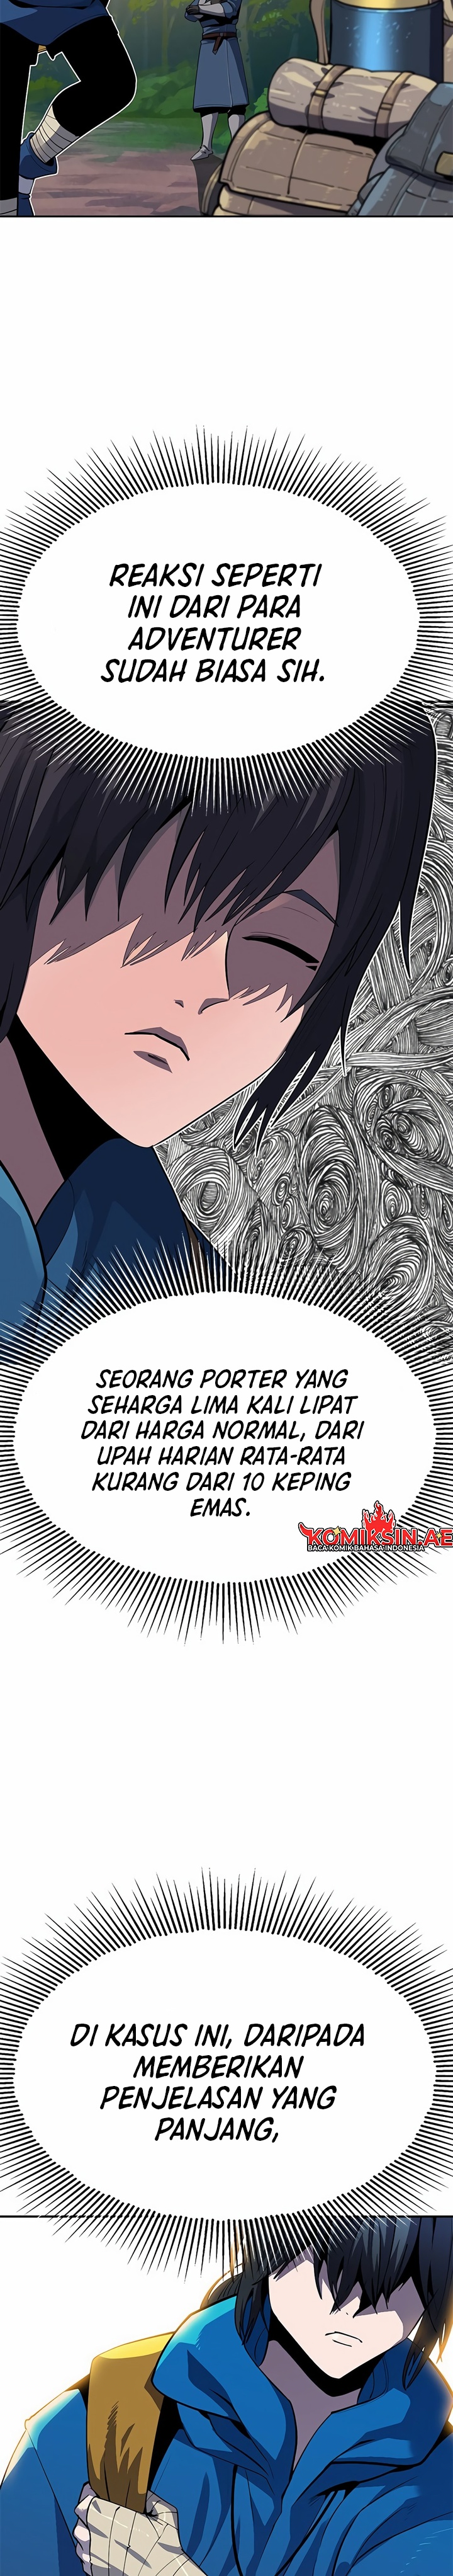 REAKSI SEPERTI
INI DARI PARA
ADVENTURER
SUDAH BIASA SIH.
SEORANG PORTER YANG
SEHARGA LIMA KALI LIPAT
DARI HARGA NORMAL, DARI
UPAH HARIAN RATA-RATA
KURANG DARI 10 KEPING
EMAS.
KOMIKSIN.AE
BACA KOMIK BAHASA INDONESIA
DI KASUS INI, DARIPADA
MEMBERIKAN
PENJELASAN YANG
PANJANG,